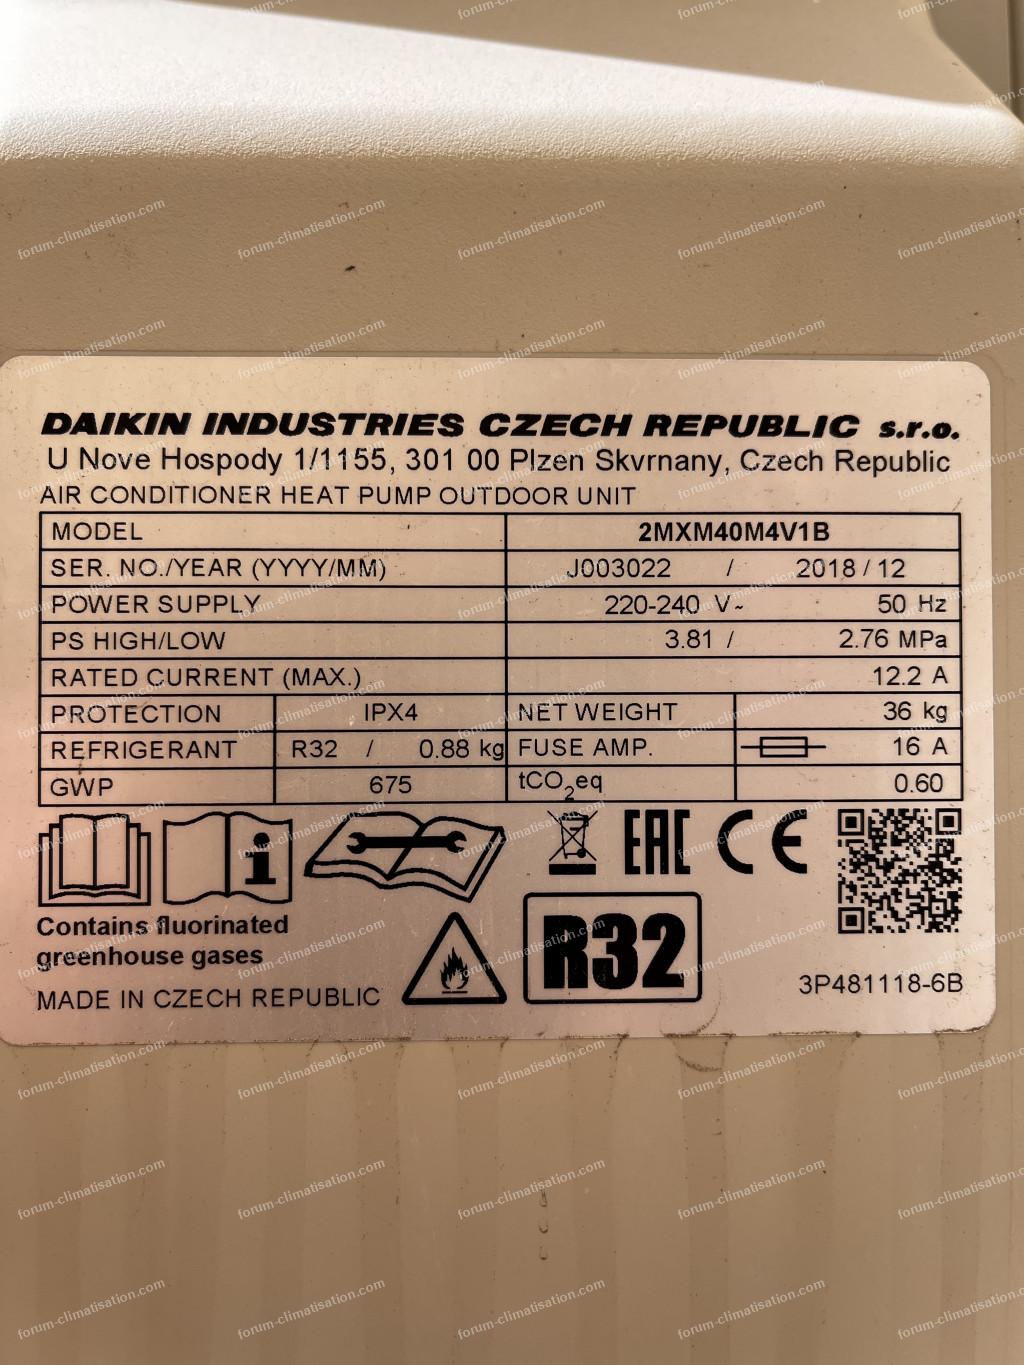 DAIKIN INDUSTRIES CZECH REPUBLIC s.r.o.
U Nove Hospody 1/1155, 301 00 Plzen Skvrnany, Czech Republic
AIR CONDITIONER HEAT PUMP OUTDOOR UNIT
MODEL 2MXM40M4V1B
SER. NO./YEAR (YYYY/MM) J003022 / 2018 / 12
POWER SUPPLY 220-240 V~ 50 Hz
PS HIGH/LOW 3.81 / 2.76 MPa
RATED CURRENT (MAX.) 12.2 A
PROTECTION IPX4 NET WEIGHT 36 kg
REFRIGERANT R32 / 0.88 kg FUSE AMP. 16 A
GWP 675 tCO2eq 0.60
i EAC CE
Contains fluorinated
greenhouse gases
R32
MADE IN CZECH REPUBLIC
3P481118-6B
forum-climatisation.com